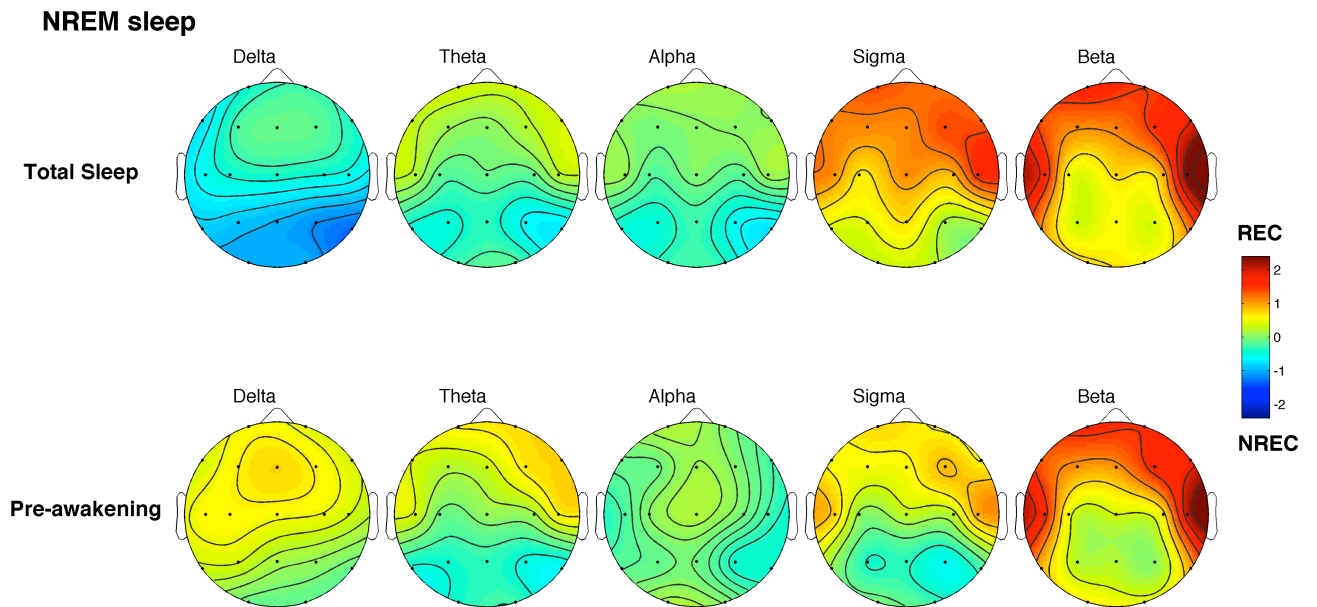 NREM sleep
Delta Theta Alpha Sigma Beta
Total Sleep
REC
2
1
0
-1
-2
NREC
Delta Theta Alpha Sigma Beta
Pre-awakening